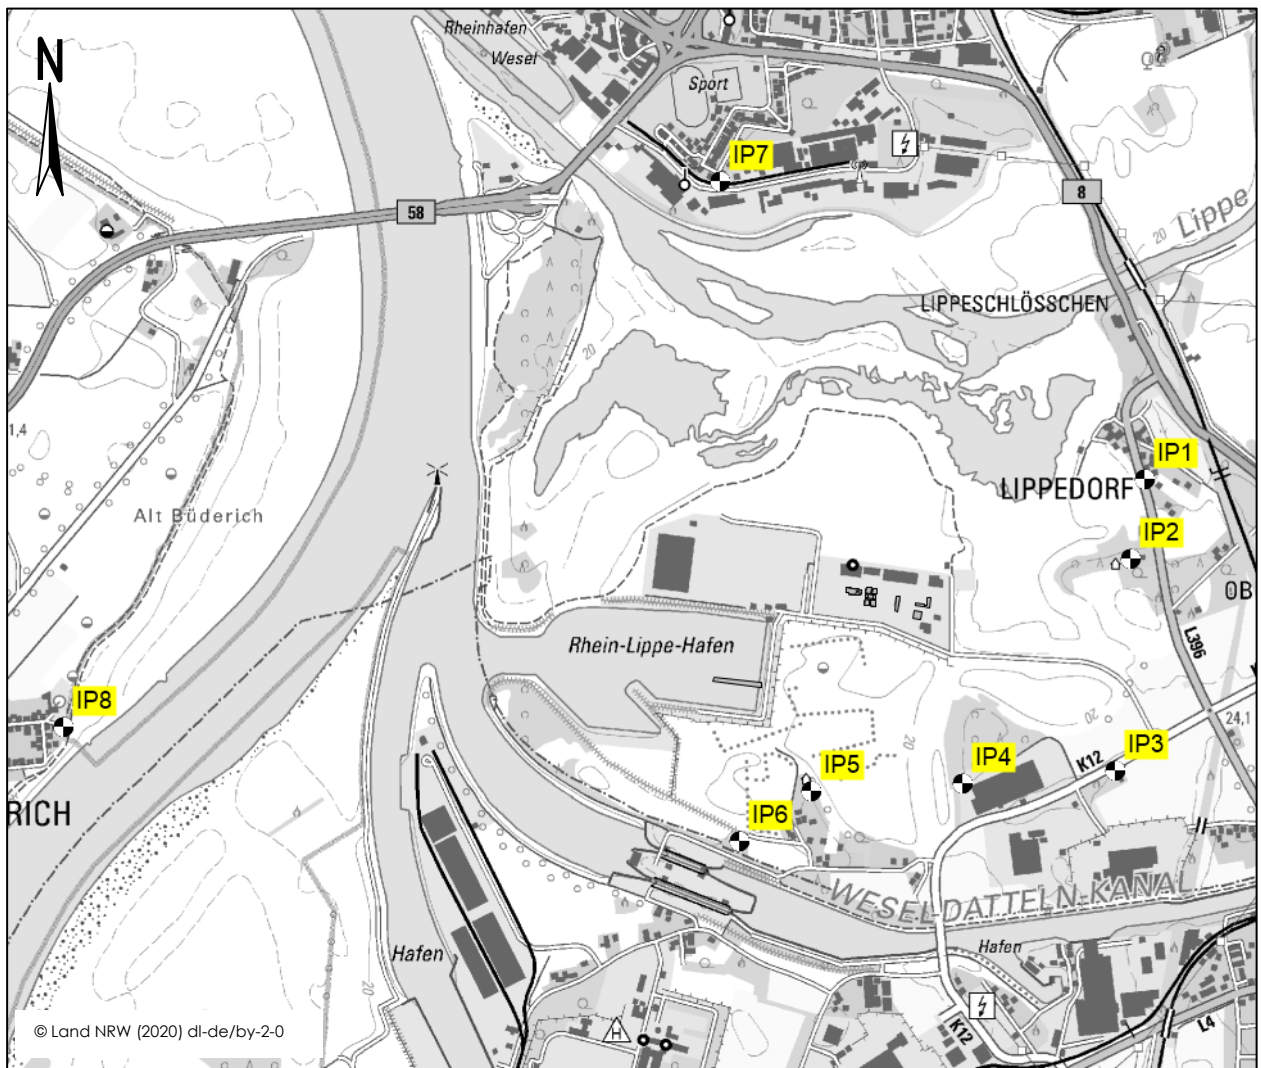 N
Rheinhafen
Wesel
Sport
IP7
58
8
Lippe
20
LIPPESCHLÖSSCHEN
20
1,4
Alt Büderich
IP1
LIPPEDORF
IP2
OB
L396
Rhein-Lippe-Hafen
IP8
20
20
24,1
IP3
K12
IP4
IP5
IP6
RICH
WESEL-DATTELN-KANAL
Hafen
Hafen
20
K12
L4
H
© Land NRW (2020) dl-de/by-2-0